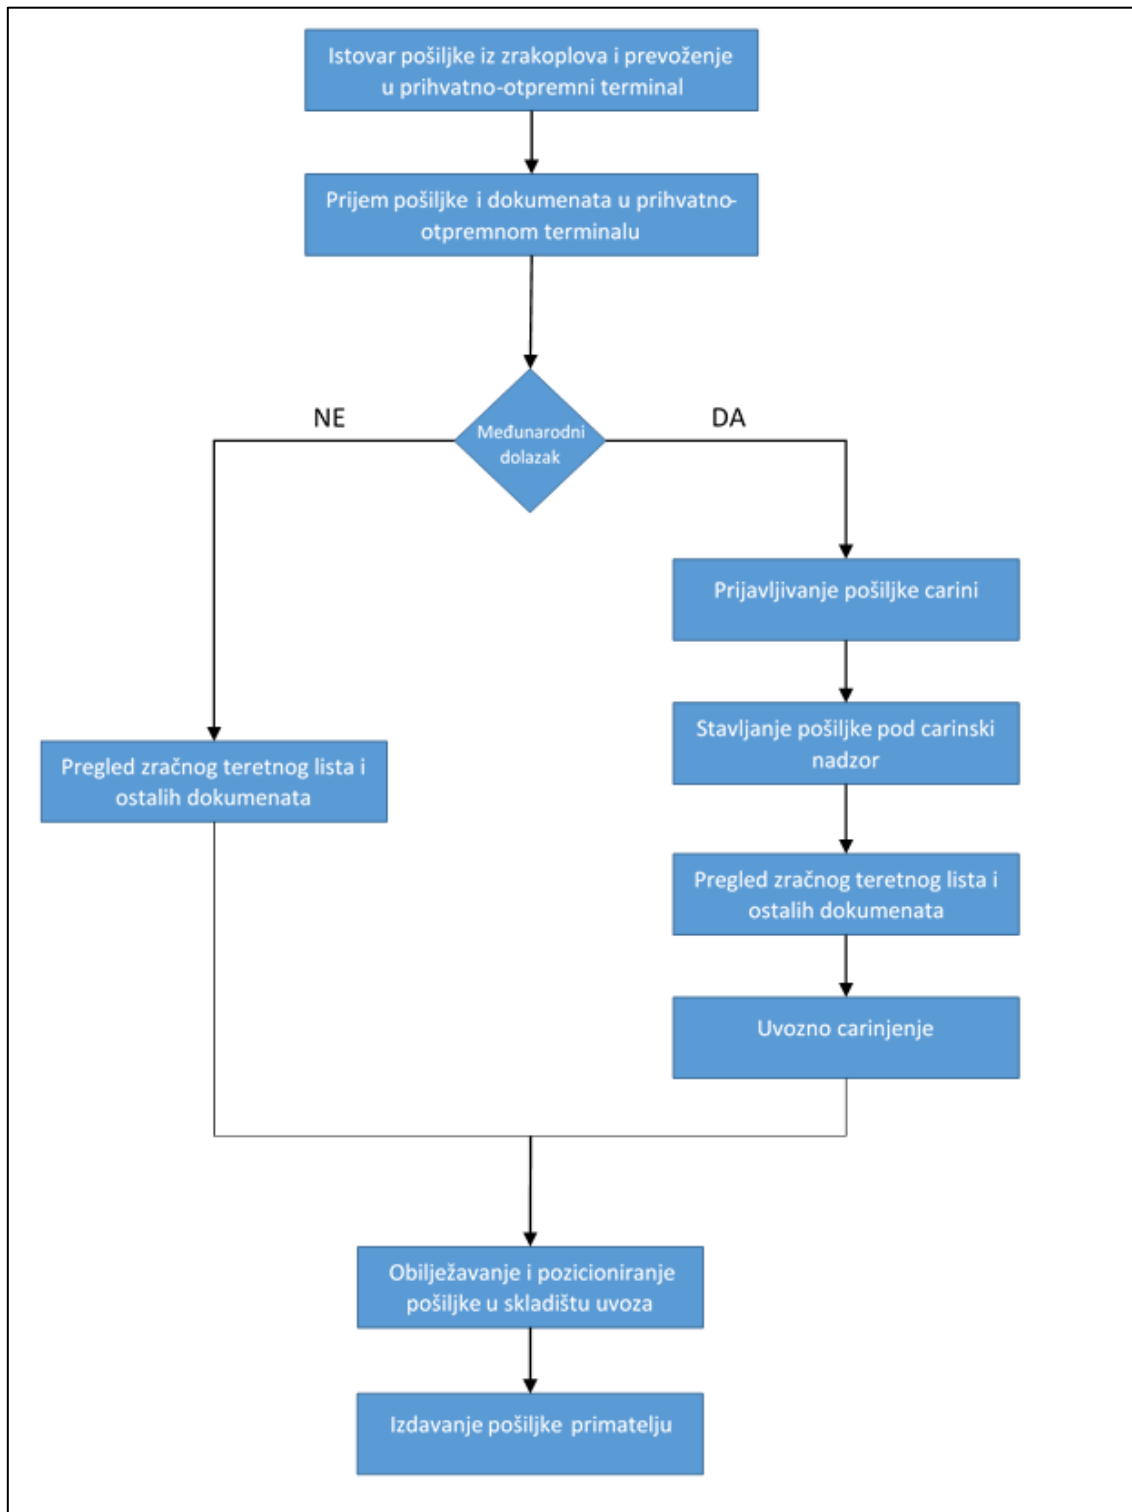 Istovar pošiljke iz zrakoplova i prevoženje
u prihvatno-otpremni terminal
Prijem pošiljke i dokumenata u prihvatno-
otpremnom terminalu
NE
DA
Međunarodni
dolazak
Prijavljivanje pošiljke carini
Stavljanje pošiljke pod carinski
nadzor
Pregled zračnog teretnog lista i
ostalih dokumenata
Pregled zračnog teretnog lista i
ostalih dokumenata
Uvozno carinjenje
Obilježavanje i pozicioniranje
pošiljke u skladištu uvoza
Izdavanje pošiljke primatelju